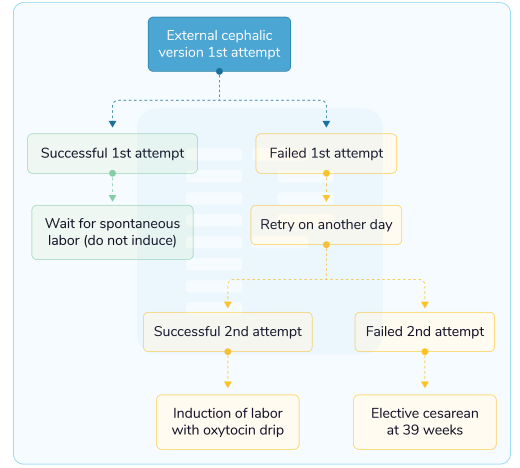 External cephalic
version 1st attempt
Successful 1st attempt
Failed 1st attempt
Wait for spontaneous
labor (do not induce)
Retry on another day
Successful 2nd attempt
Failed 2nd attempt
Induction of labor
with oxytocin drip
Elective cesarean
at 39 weeks